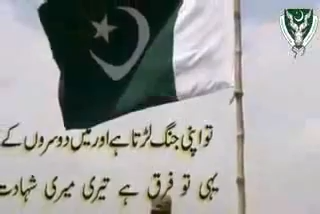 تو اپنی جنگ لڑتا ہے اور میں دوسروں کے
یہی تو فرق ہے تیری میری شہادت